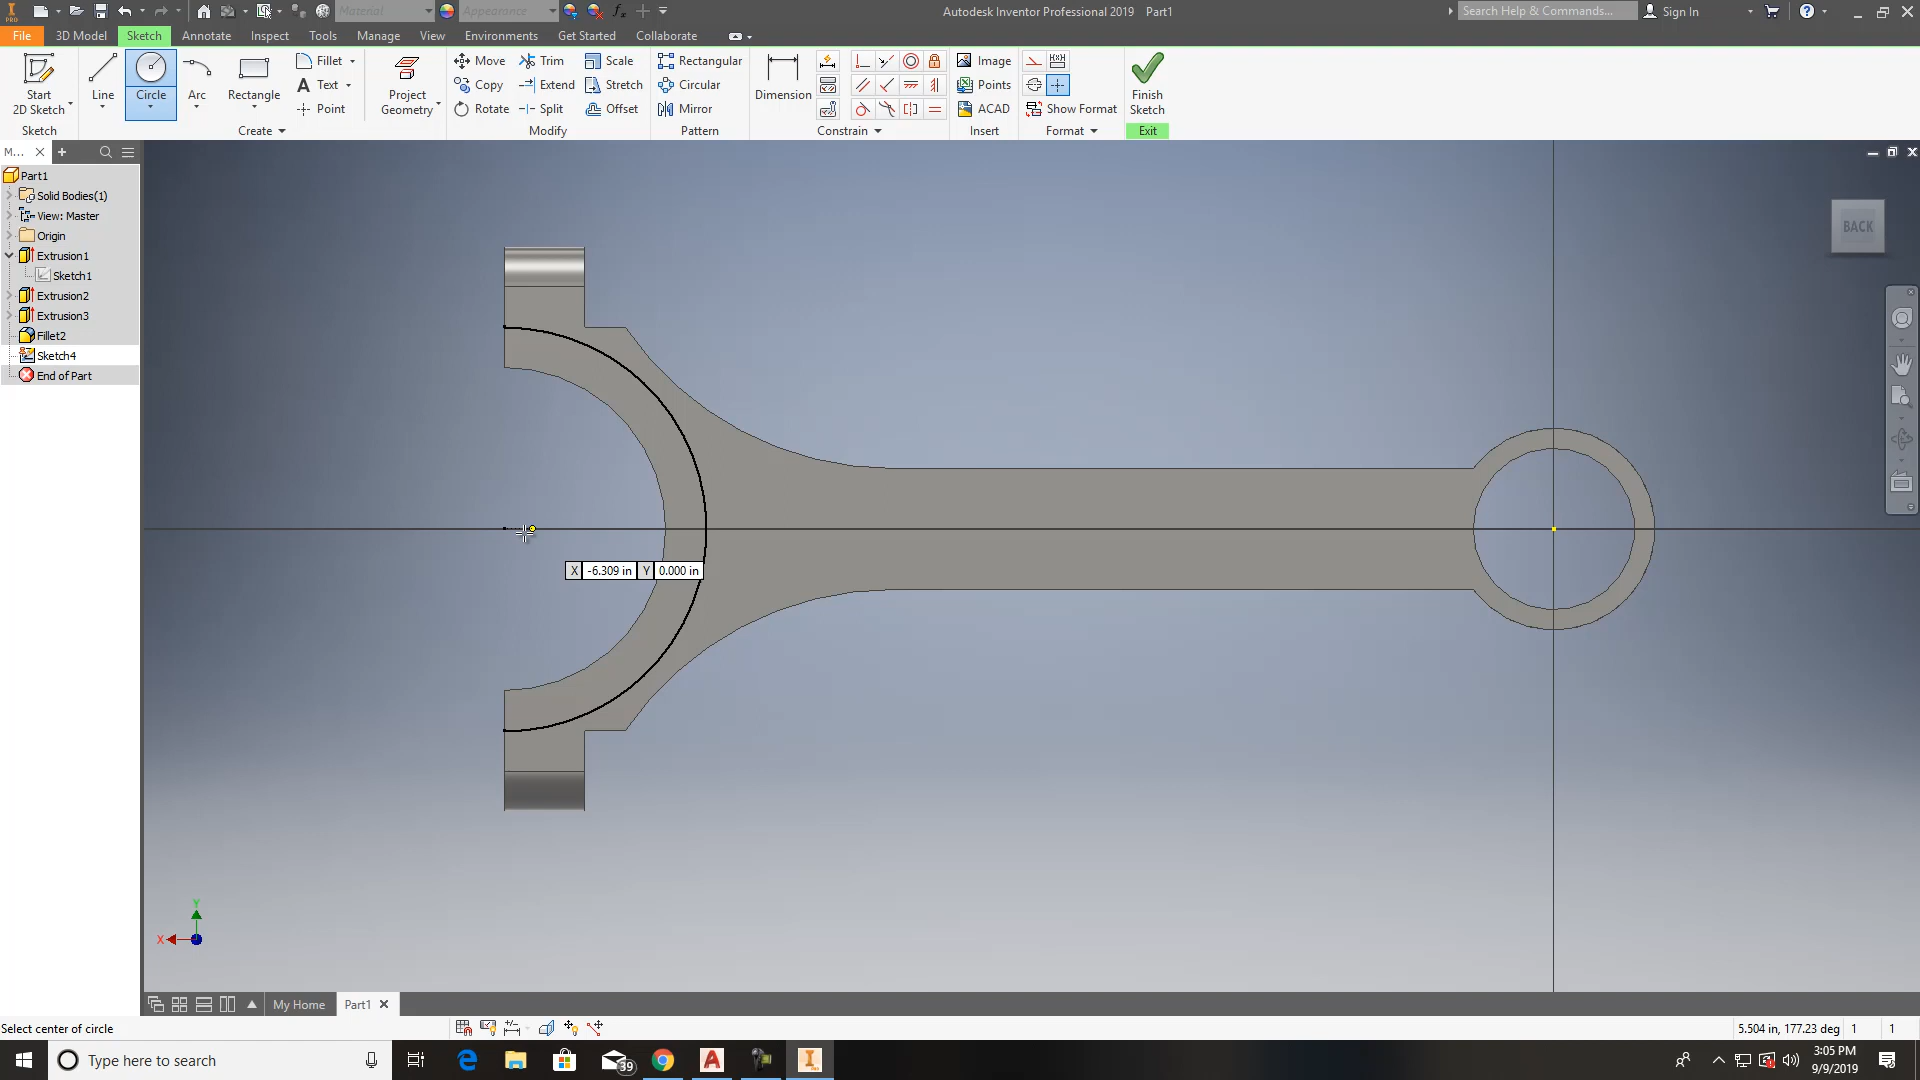 Material
Appearance
Autodesk Inventor Professional 2019 Part1
Search Help & Commands...
Sign In
File
3D Model
Sketch
Annotate
Inspect
Tools
Manage
View
Environments
Get Started
Collaborate
Start
2D Sketch
Line
Circle
Arc
Rectangle
Fillet
Text
Point
Project
Geometry
Move
Trim
Scale
Copy
Extend
Stretch
Rotate
Split
Offset
Rectangular
Circular
Mirror
Dimension
Image
Points
ACAD
Show Format
Finish
Sketch
Sketch
Create
Modify
Pattern
Constrain
Insert
Format
Exit
M...
Part1
Solid Bodies(1)
View: Master
Origin
Extrusion1
Sketch1
Extrusion2
Extrusion3
Fillet2
Sketch4
End of Part
BACK
X -6.309 in Y 0.000 in
Y
X
My Home
Part1
Select center of circle
5.504 in, 177.23 deg 1 1
Type here to search
39
3:05 PM
9/9/2019